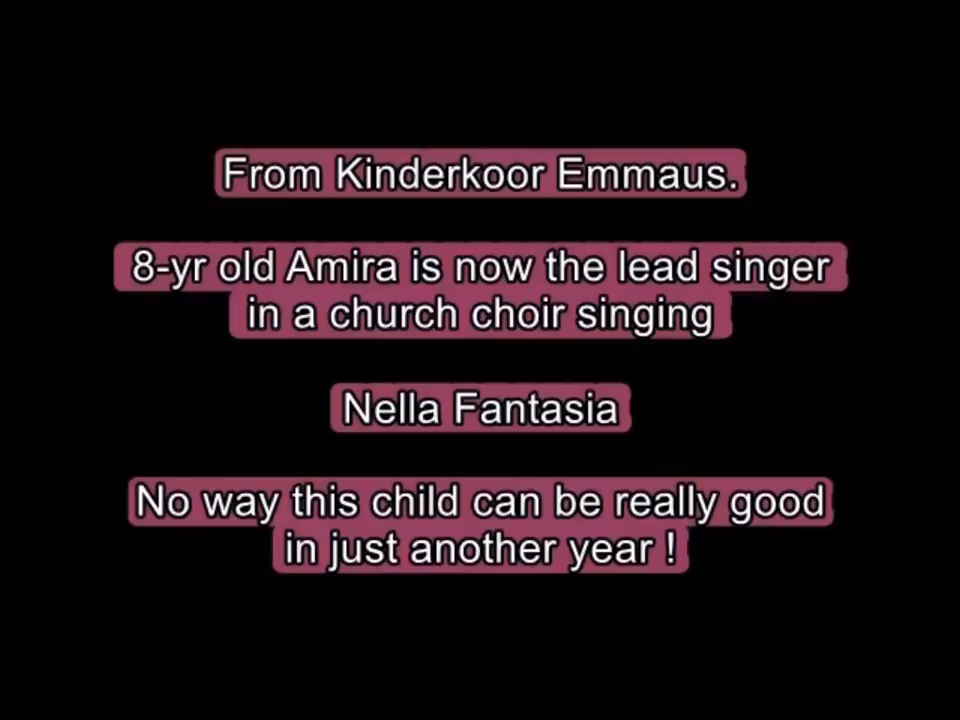 From Kinderkoor Emmaus.
8-yr old Amira is now the lead singer
in a church choir singing
Nella Fantasia
No way this child can be really good
in just another year !